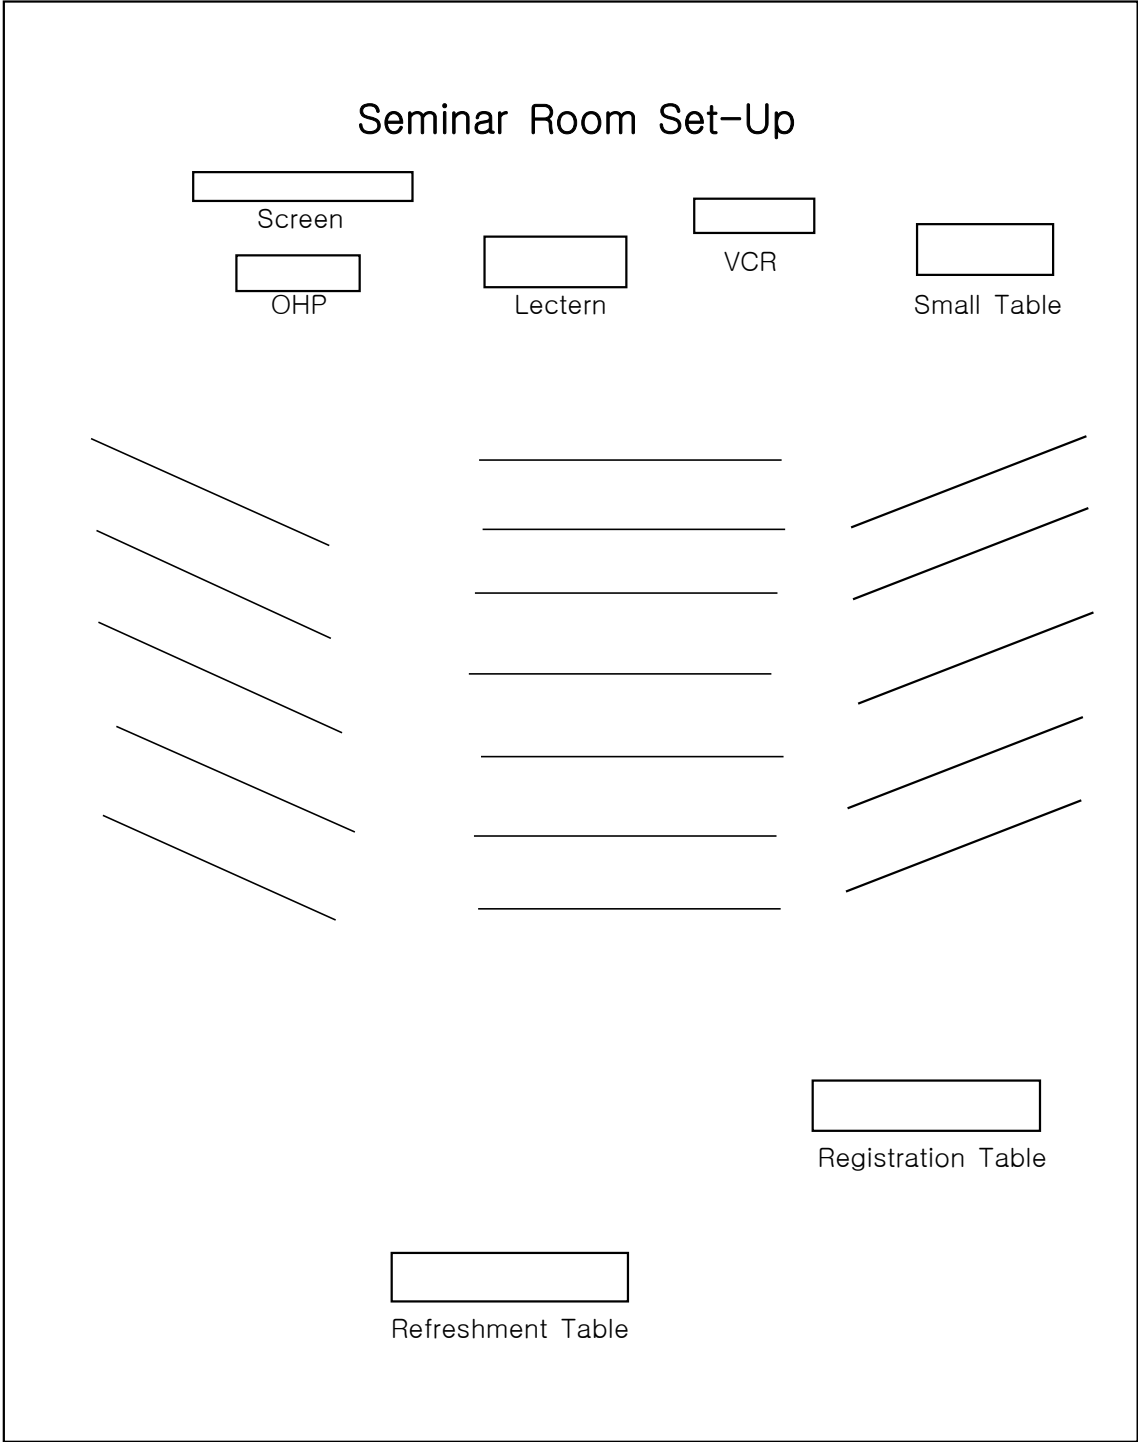 Seminar Room Set-Up
Screen
VCR
OHP
Lectern
Small Table
Registration Table
Refreshment Table